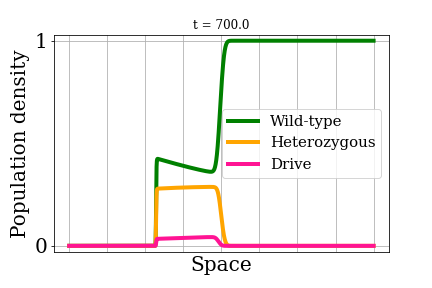 t = 700.0
Population density
1
0
Wild-type
Heterozygous
Drive
Space